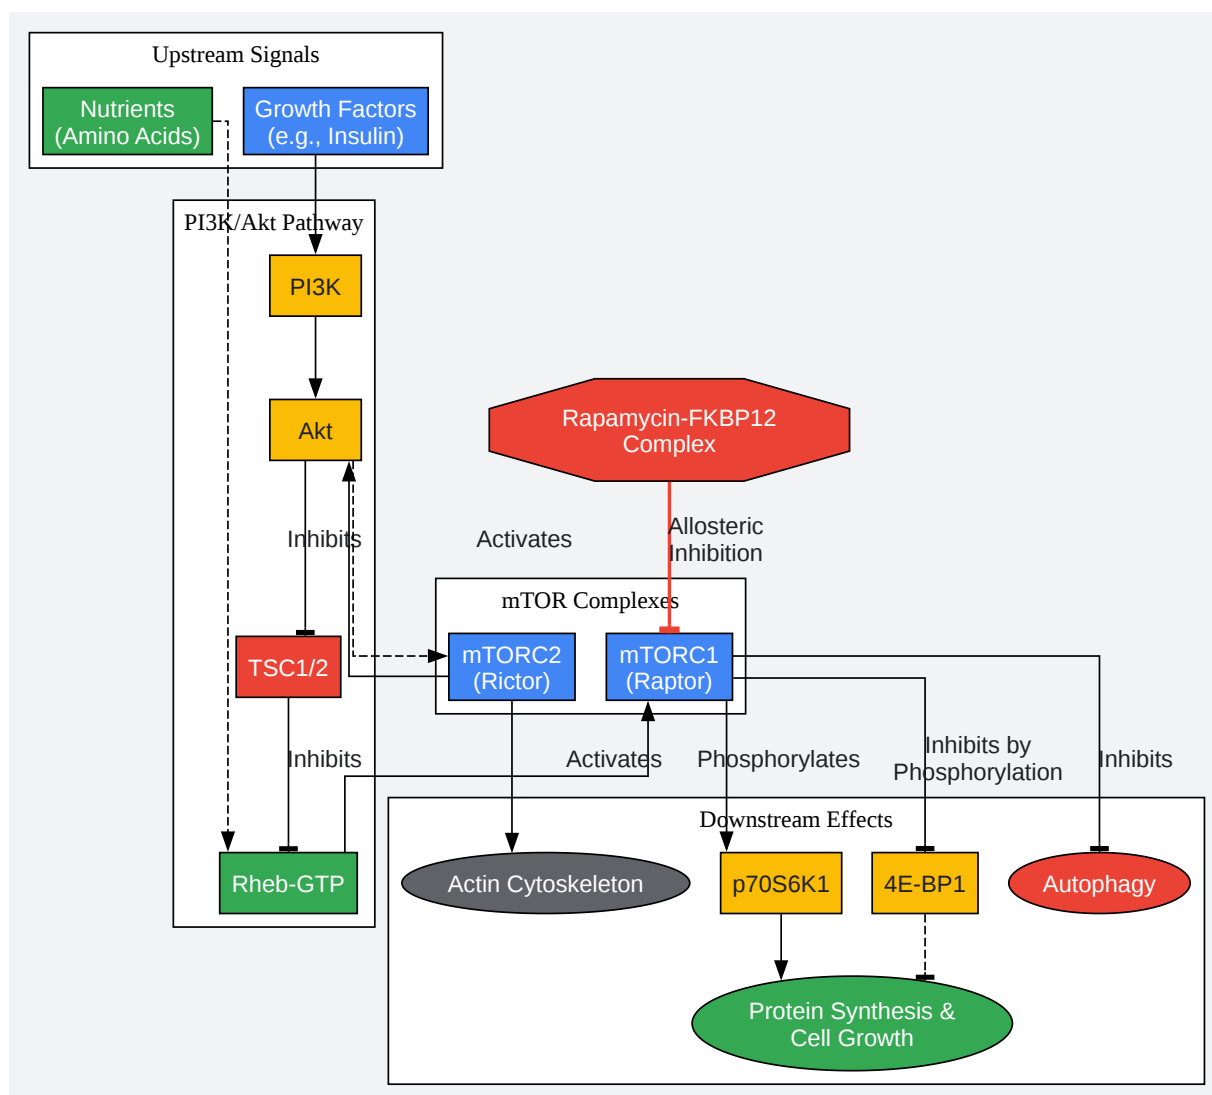 Upstream Signals
Nutrients
(Amino Acids)
Growth Factors
(e.g., Insulin)
PI3K/Akt Pathway
PI3K
Akt
Rapamycin-FKBP12
Complex
Inhibits
Activates
Allosteric
Inhibition
mTOR Complexes
TSC1/2
mTORC2
(Rictor)
mTORC1
(Raptor)
Inhibits
Activates
Phosphorylates
Inhibits by
Phosphorylation
Inhibits
Downstream Effects
Rheb-GTP
Actin Cytoskeleton
p70S6K1
4E-BP1
Autophagy
Protein Synthesis &
Cell Growth